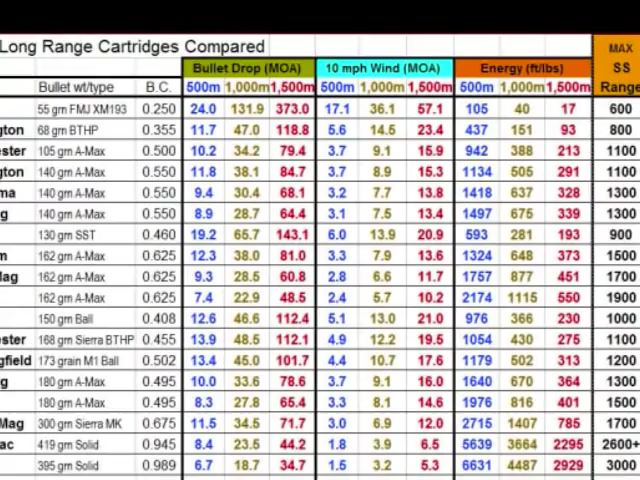 Long Range Cartridges Compared MAX
Bullet Drop (MOA) 10 mph Wind (MOA) Energy (ft/lbs) SS
Bullet wt/type B.C. 500m 1,000m 1,500m 500m 1,000m 1,500m 500m 1,000m 1,500m Range
55 grn FMJ XM193 0.250 24.0 131.9 373.0 17.1 36.1 57.1 105 40 17 600
gton 68 grn BTHP 0.355 11.7 47.0 118.8 5.6 14.5 23.4 437 151 93 800
ester 105 grn A-Max 0.500 10.2 34.2 79.4 3.7 9.1 15.9 942 388 213 1100
gton 140 grn A-Max 0.550 11.8 38.1 84.7 3.7 8.9 15.3 1134 505 291 1100
ma 140 grn A-Max 0.550 9.4 30.4 68.1 3.2 7.7 13.8 1418 637 328 1300
g 140 grn A-Max 0.550 8.9 28.7 64.4 3.1 7.5 13.4 1497 675 339 1300
130 grn SST 0.460 19.2 65.7 143.1 6.0 13.9 20.9 593 281 193 900
m 162 grn A-Max 0.625 12.3 38.0 81.0 3.3 7.9 13.6 1324 648 373 1500
Mag 162 grn A-Max 0.625 9.3 28.5 60.8 2.8 6.6 11.7 1757 877 451 1700
162 grn A-Max 0.625 7.4 22.9 48.5 2.4 5.7 10.2 2174 1115 550 1900
150 grn Ball 0.408 12.6 46.6 112.4 5.1 13.0 21.0 976 366 230 1000
ester 168 grn Sierra BTHP 0.455 13.9 48.5 112.1 4.9 12.2 19.5 1054 430 275 1100
gfield 173 grain M1 Ball 0.502 13.4 45.0 101.7 4.4 10.7 17.6 1179 502 313 1200
g 180 grn A-Max 0.495 10.0 33.6 78.6 3.7 9.1 16.0 1640 670 364 1300
180 grn A-Max 0.495 8.3 27.8 65.4 3.3 8.1 14.6 1976 816 401 1500
Mag 300 grn Sierra MK 0.675 11.5 34.5 71.7 3.0 6.9 12.0 2715 1407 785 1700
ac 419 grn Solid 0.945 8.4 23.5 44.2 1.8 3.9 6.5 5639 3664 2295 2600+
395 grn Solid 0.989 6.7 18.7 34.7 1.5 3.2 5.3 6631 4487 2929 3000